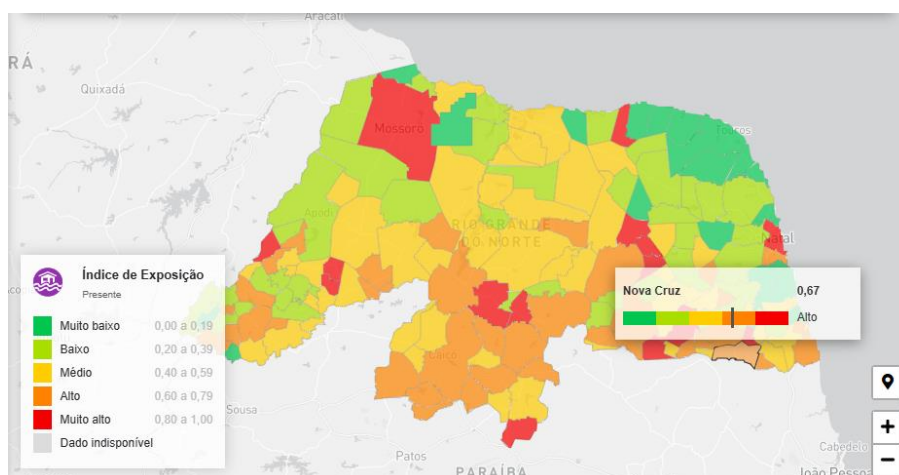 Aracati
RÁ
Quixadá
Mossoró
Touros
Apodi
RIO GRANDE
DO NORTE
Natal
Índice de Exposição
Presente
Muito baixo 0,00 a 0,19
Baixo 0,20 a 0,39
Médio 0,40 a 0,59
Alto 0,60 a 0,79
Muito alto 0,80 a 1,00
Dado indisponível
Nova Cruz 0,67
Alto
Caicó
Sousa
Patos
PARAÍBA
Cabedelo
João Pessoa
+
−